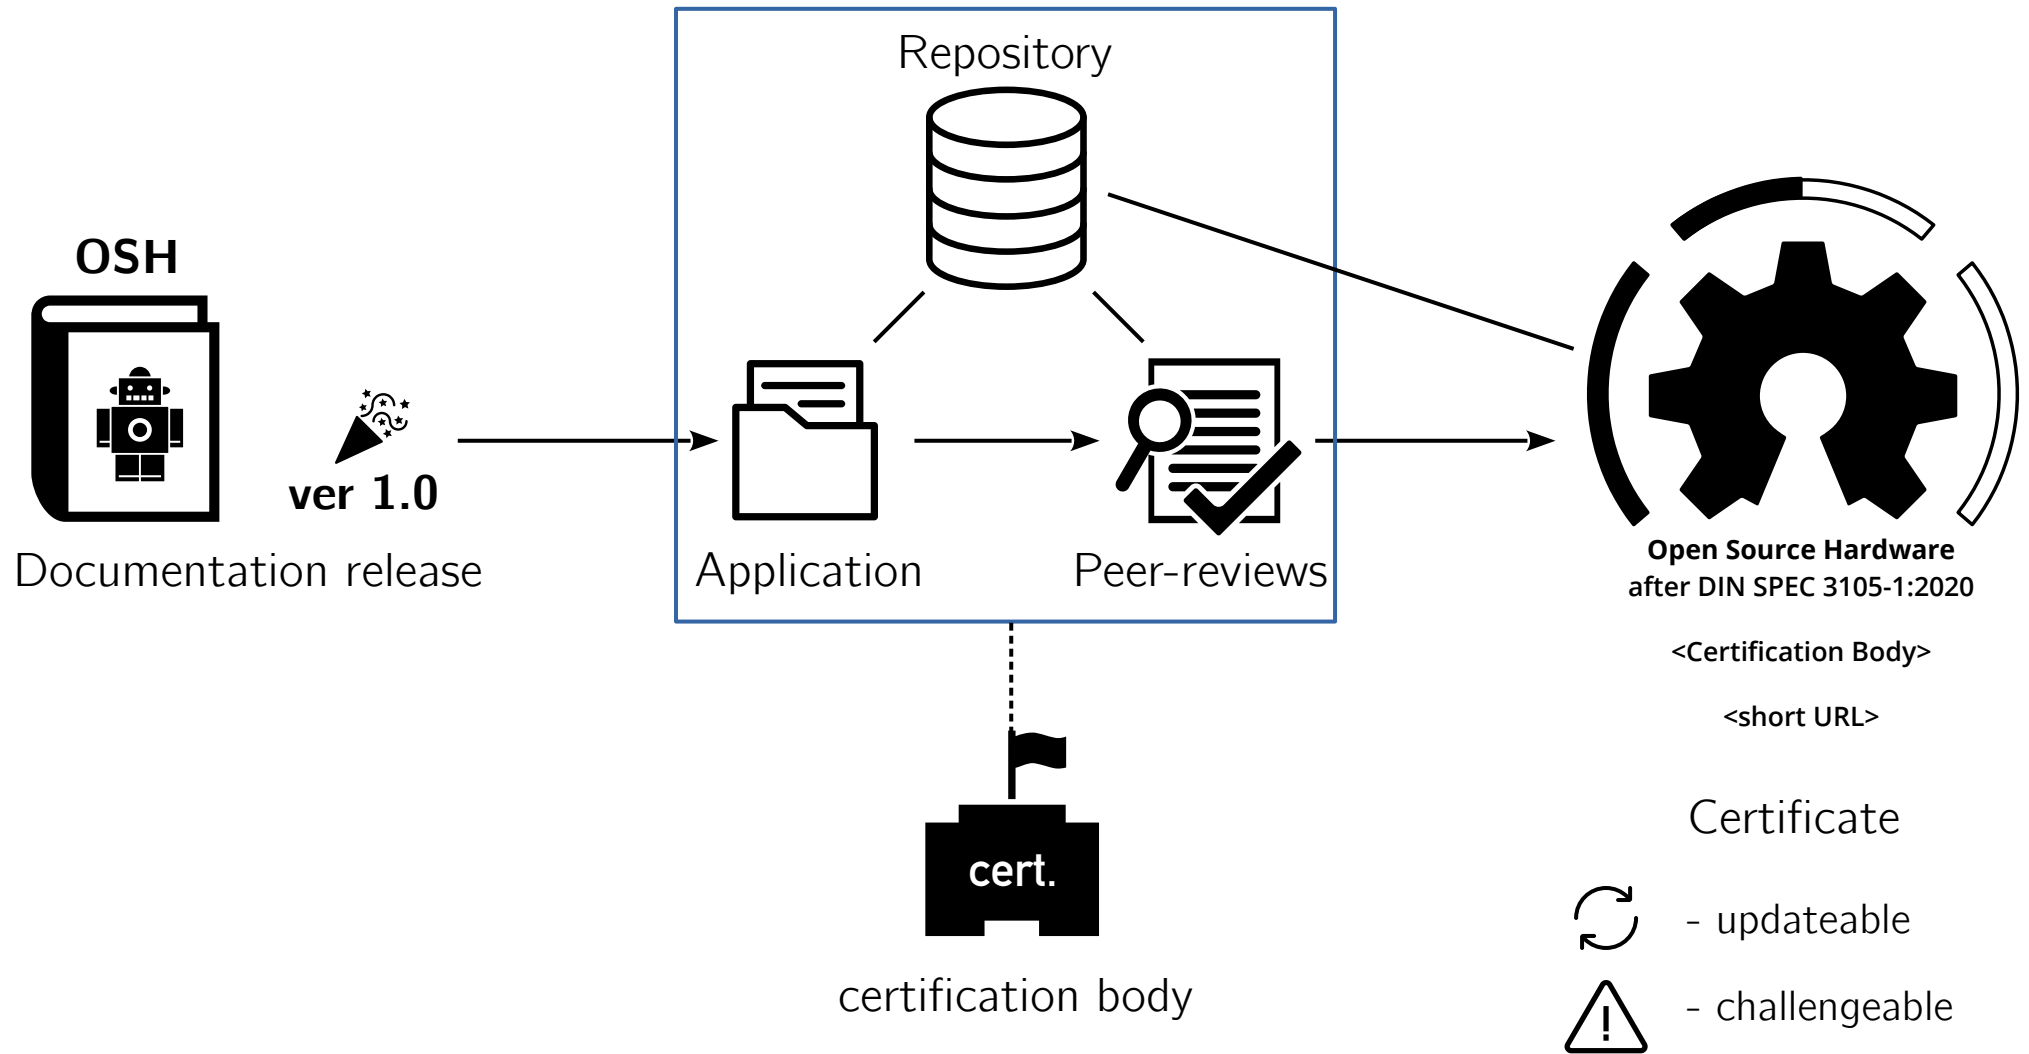 OSH
ver 1.0
Documentation release
Repository
Application
Peer-reviews
cert.
certification body
Open Source Hardware
after DIN SPEC 3105-1:2020
<Certification Body>
<short URL>
Certificate
- updateable
- challengeable